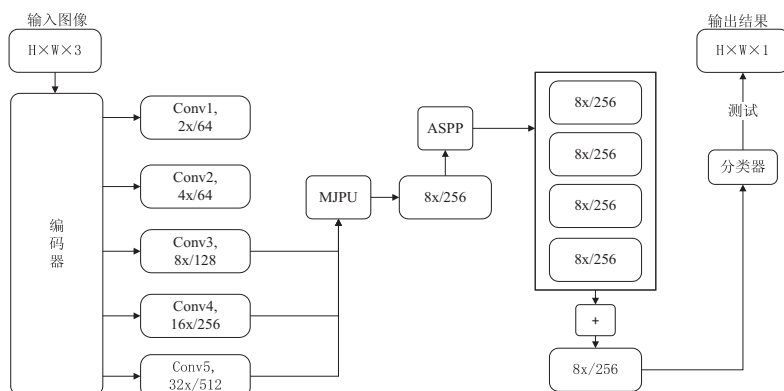 输入图像
H×W×3
编码器
Conv1,
2x/64
Conv2,
4x/64
Conv3,
8x/128
Conv4,
16x/256
Conv5,
32x/512
MJPU
8x/256
ASPP
8x/256
8x/256
8x/256
8x/256
+
8x/256
分类器
测试
输出结果
H×W×1